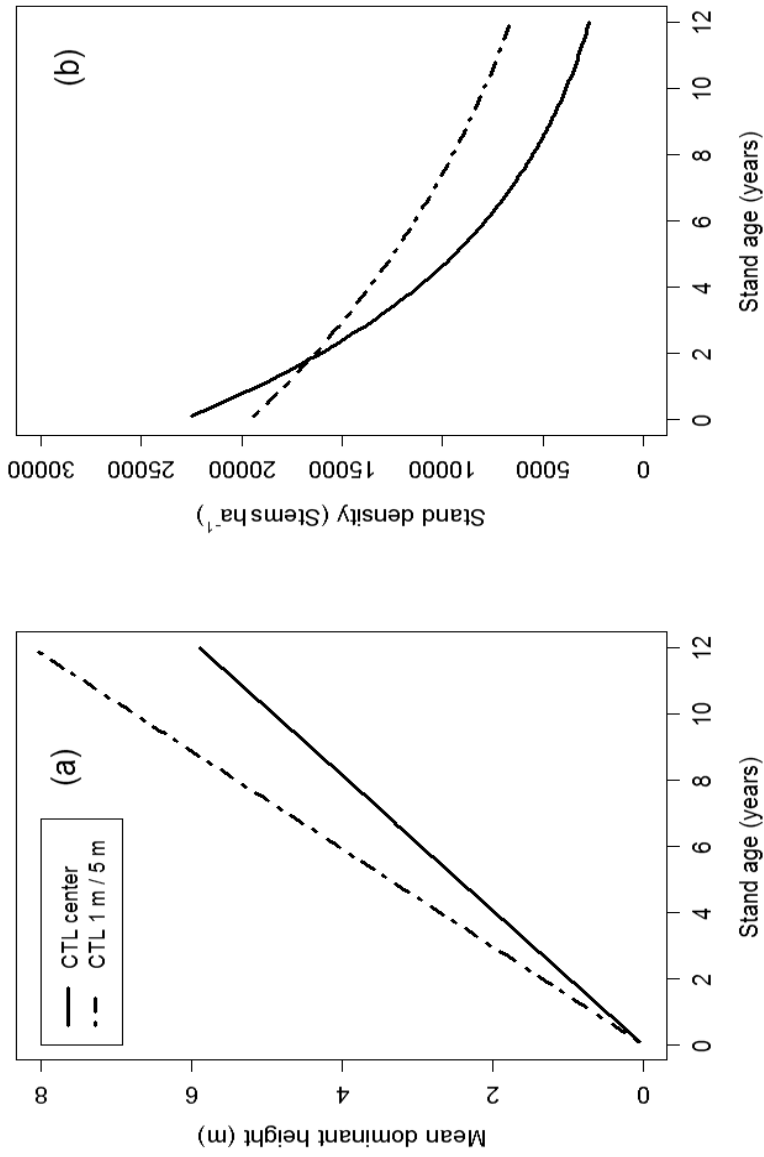 (a)
CTL center
CTL 1 m / 5 m
Mean dominant height (m)
8
6
4
2
0
0 2 4 6 8 10 12
Stand age (years)
(b)
Stand density (Stems ha⁻¹)
30000
25000
20000
15000
10000
5000
0
0 2 4 6 8 10 12
Stand age (years)